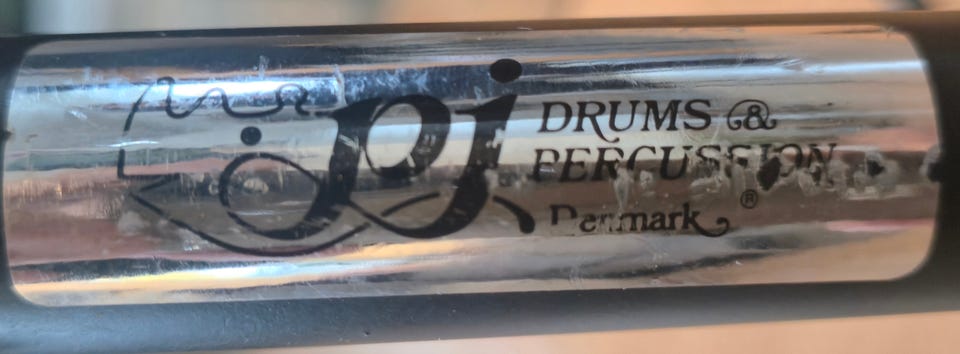 DRUMS &
PERCUSSION
Denmark ®